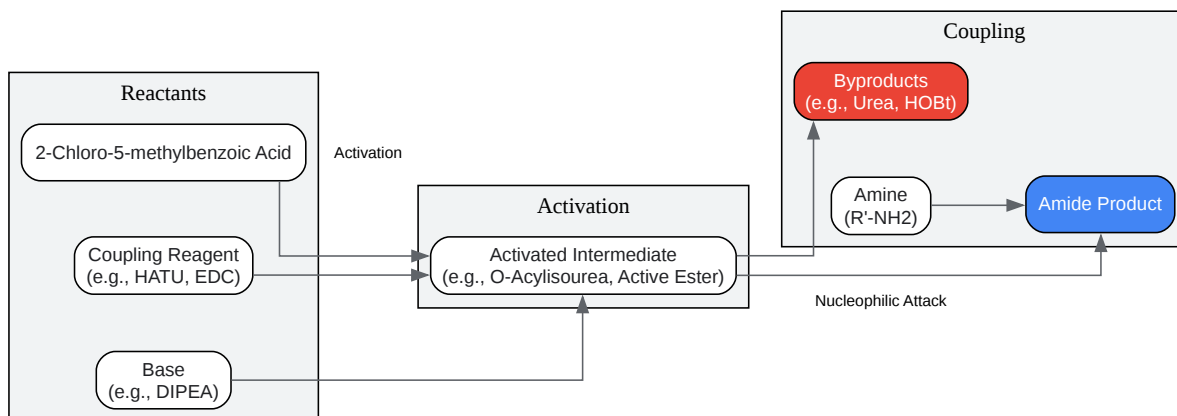 Reactants
2-Chloro-5-methylbenzoic Acid
Coupling Reagent
(e.g., HATU, EDC)
Base
(e.g., DIPEA)
Activation
Activation
Activated Intermediate
(e.g., O-Acylisourea, Active Ester)
Coupling
Byproducts
(e.g., Urea, HOBt)
Amine
(R'-NH2)
Amide Product
Nucleophilic Attack